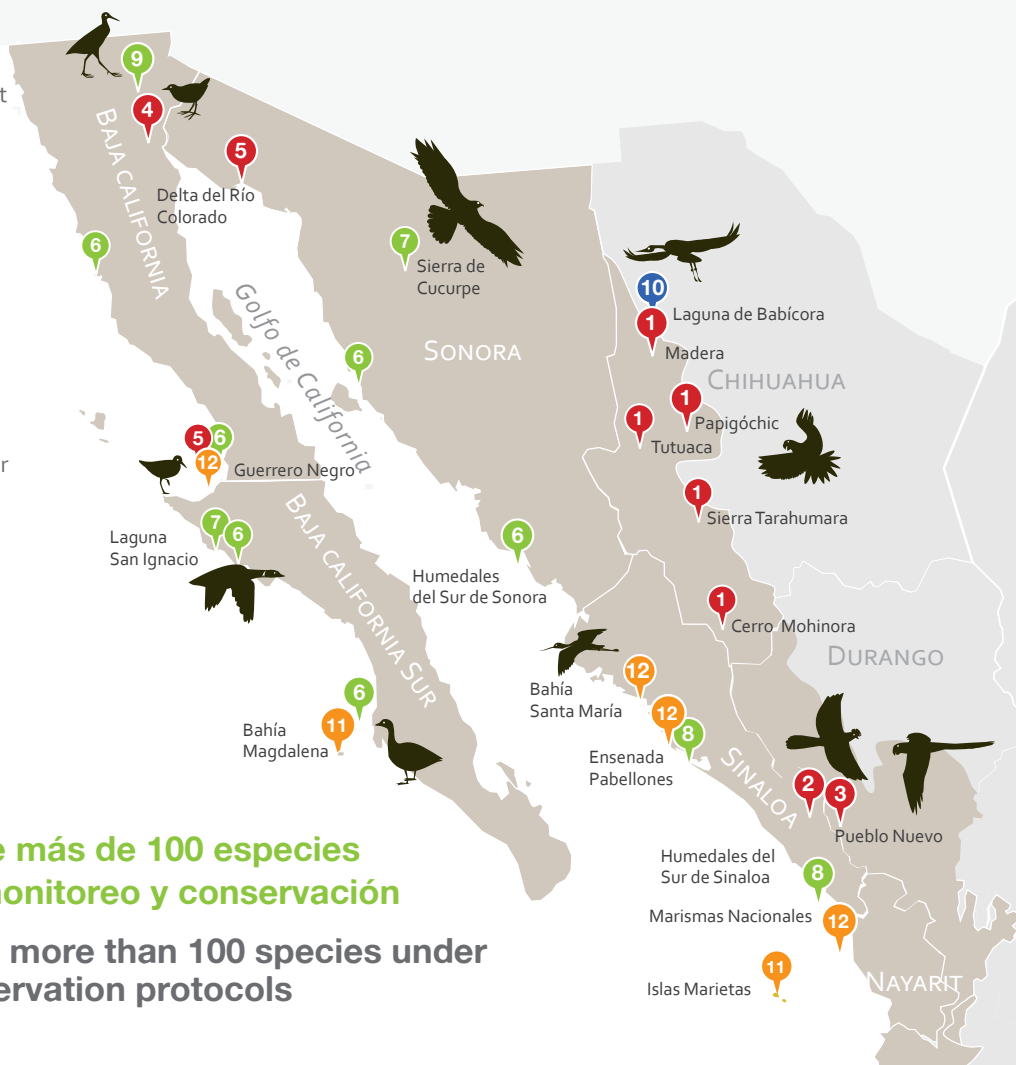 9
t
4
BAJA CALIFORNIA
5
Delta del Río
Colorado
6
7
Sierra de
Cucurpe
10
Laguna de Babícora
1
Madera
Golfo de California
SONORA
6
CHIHUAHUA
1
Papigóchic
1
Tutuaca
5
6
12
Guerrero Negro
r
1
Sierra Tarahumara
7
6
Laguna
San Ignacio
BAJA CALIFORNIA SUR
6
Humedales
del Sur de Sonora
1
Cerro Mohinora
DURANGO
12
Bahía
Santa María
6
11
Bahía
Magdalena
12
8
Ensenada
Pabellones
SINALOA
2
3
Pueblo Nuevo
e más de 100 especies
onitoreo y conservación
more than 100 species under
ervation protocols
Humedales del
Sur de Sinaloa
8
Marismas Nacionales
12
11
Islas Marietas
NAYARIT